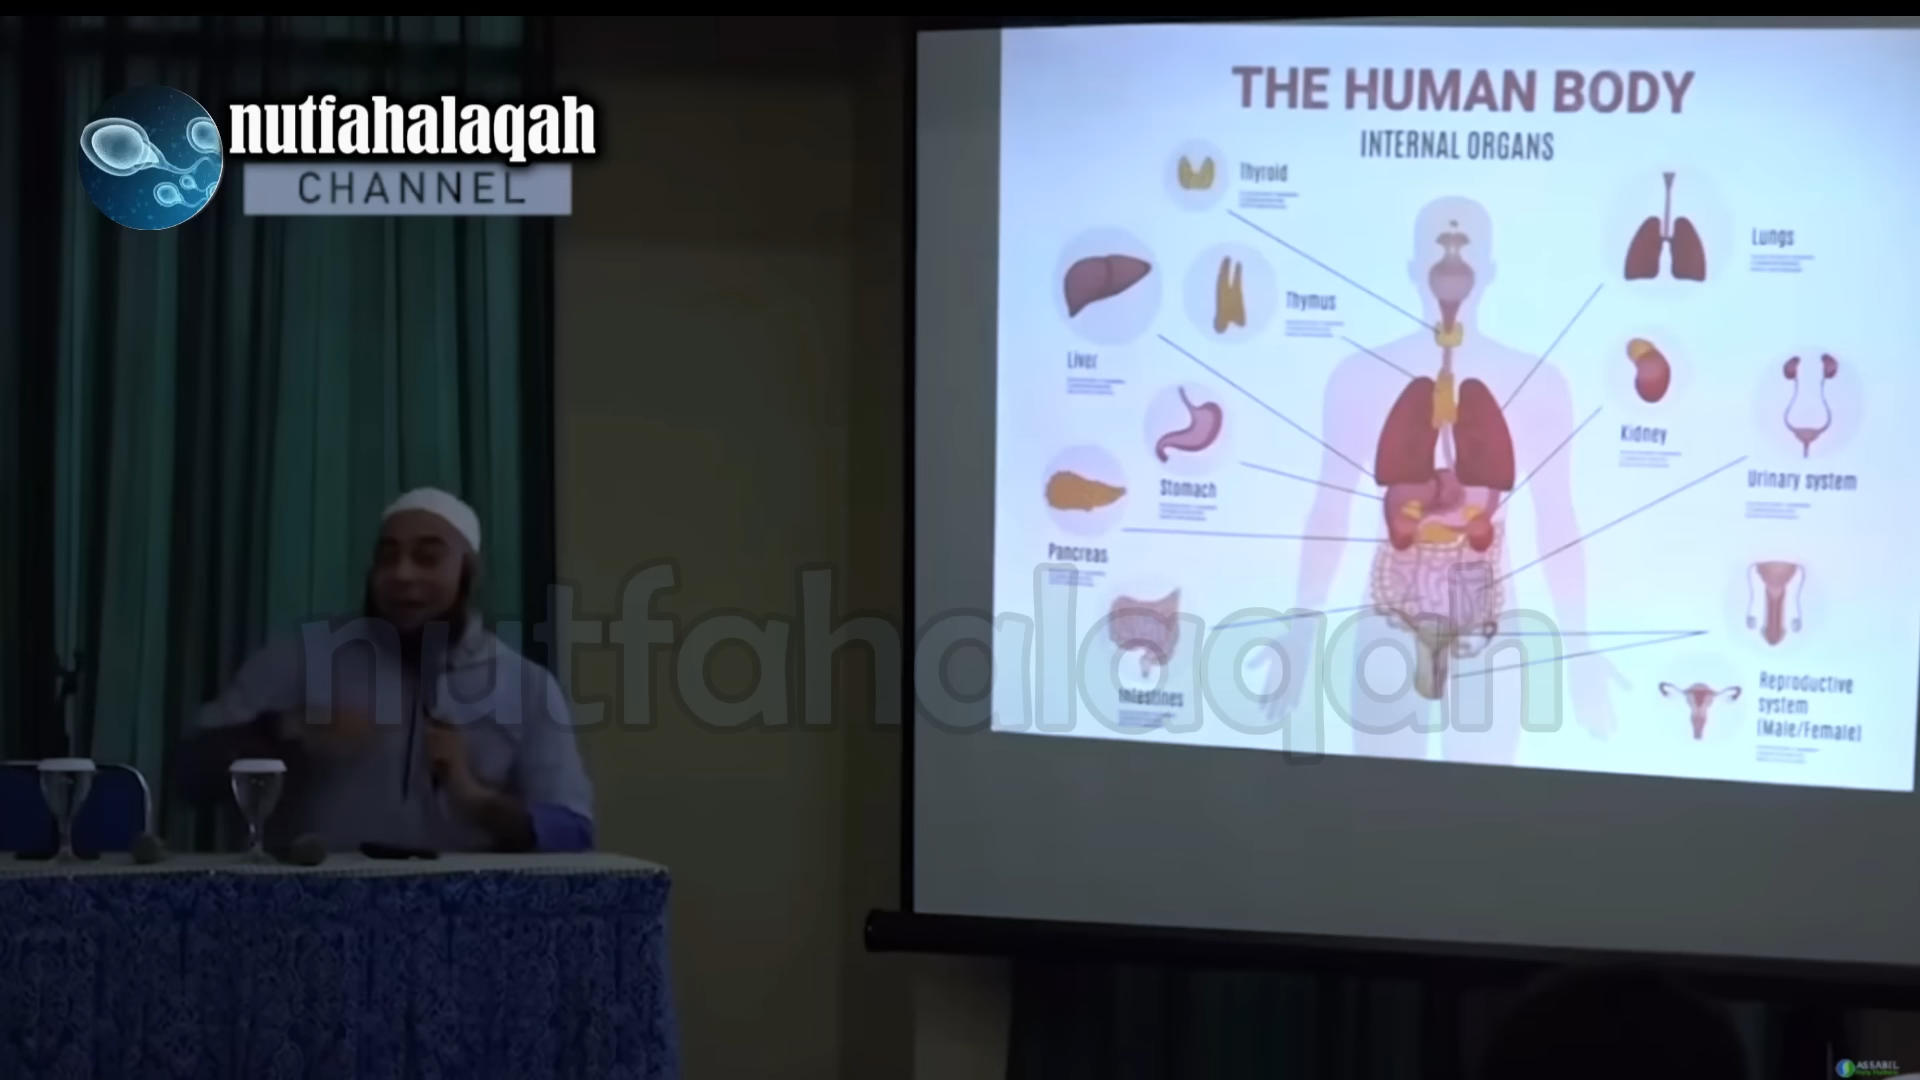 nutfahalaqah
CHANNEL
THE HUMAN BODY
INTERNAL ORGANS
Thyroid
Lungs
Thymus
Liver
Kidney
Stomach
Urinary system
Pancreas
Intestines
Reproductive
system
(Male/Female)
nutfahalaqah
ASSABIL